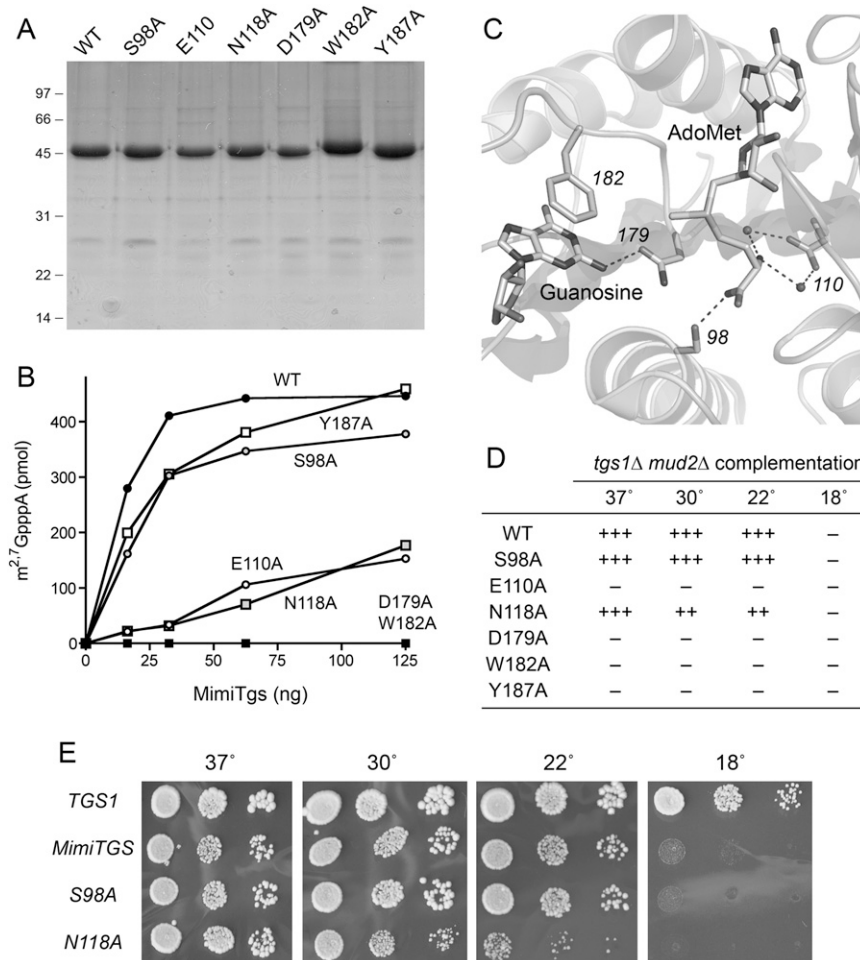 A
WT S98A E110 N118A D179A W182A Y187A
97
66
45
31
22
14
B
m2,7GpppA (pmol)
400
300
200
100
0
WT
Y187A
S98A
E110A
N118A
D179A
W182A
0 25 50 75 100 125
MimiTgs (ng)
C
AdoMet
182
179
Guanosine
110
98
D
tgs1Δ mud2Δ complementation
37° 30° 22° 18°
WT +++ +++ +++ –
S98A +++ +++ +++ –
E110A – – – –
N118A +++ ++ ++ –
D179A – – – –
W182A – – – –
Y187A – – – –
E
37° 30° 22° 18°
TGS1
MimiTGS
S98A
N118A